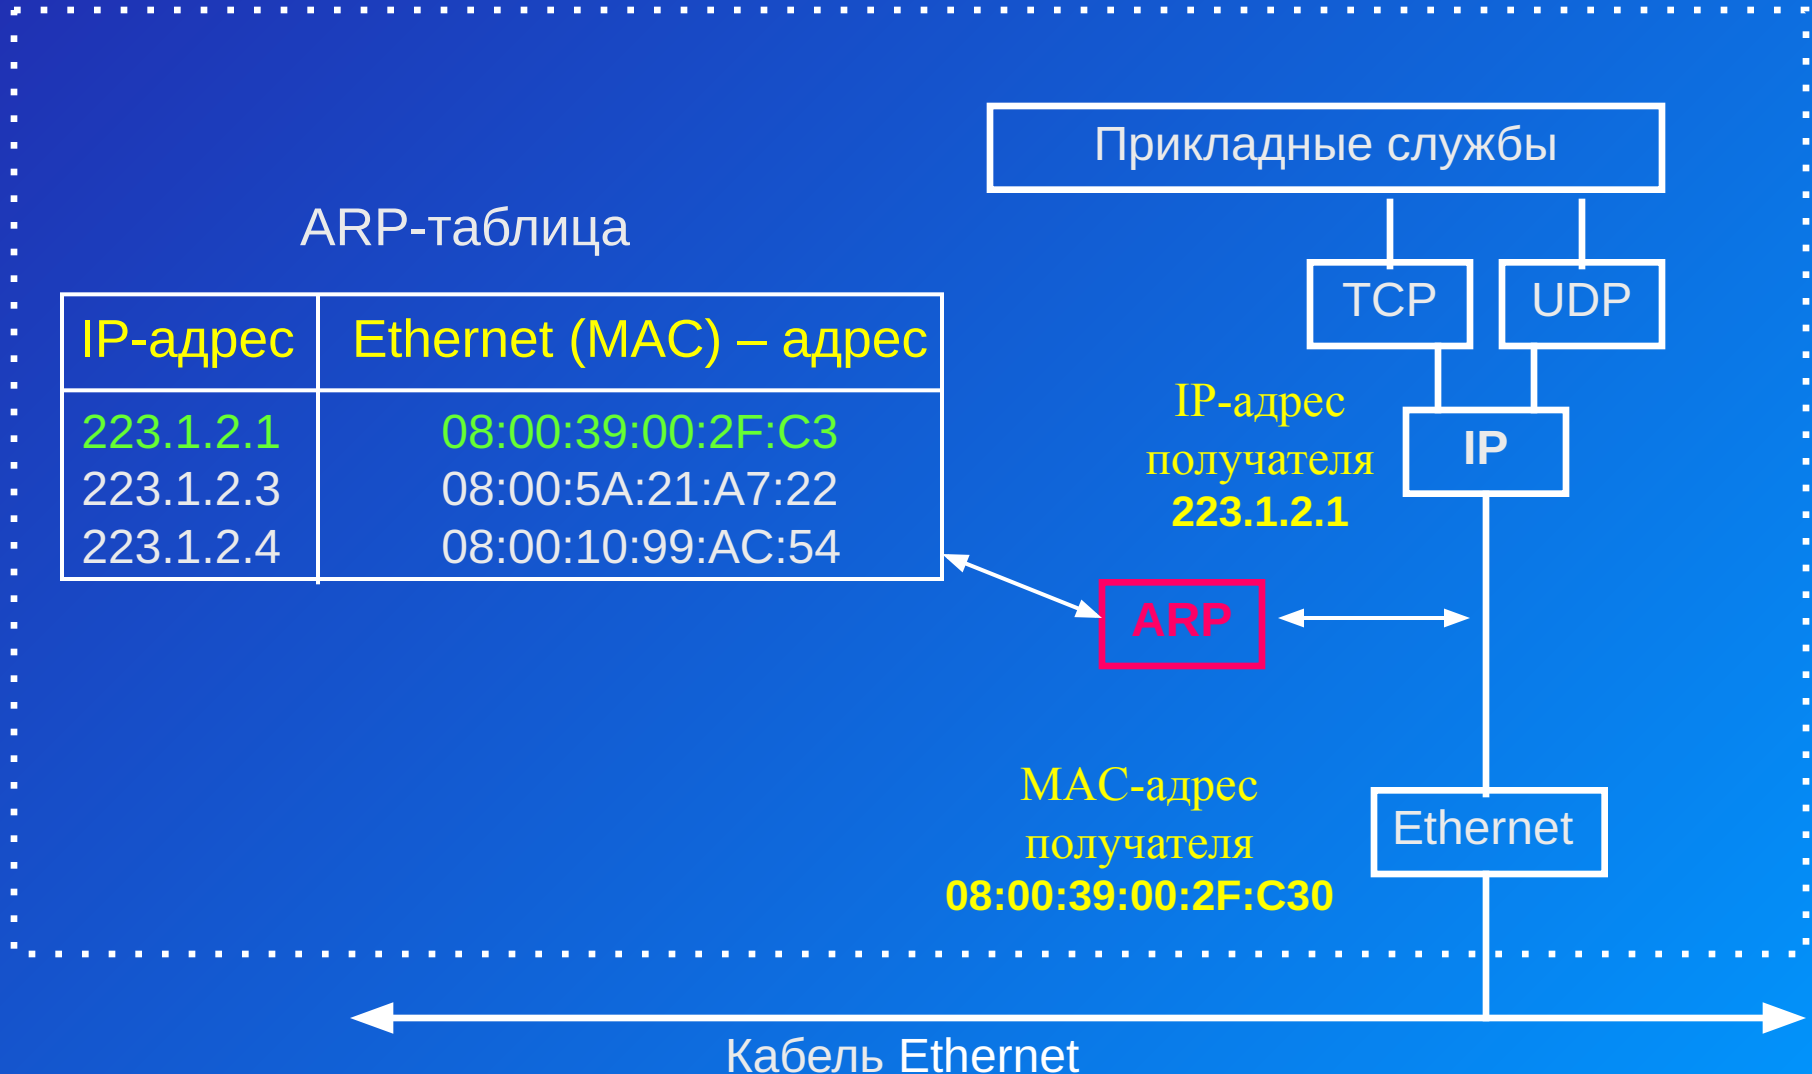 Прикладные службы
ARP-таблица
TCP
UDP
IP-адрес
Ethernet (MAC) – адрес
223.1.2.1
08:00:39:00:2F:C3
223.1.2.3
08:00:5A:21:A7:22
223.1.2.4
08:00:10:99:AC:54
IP-адрес
получателя
223.1.2.1
IP
ARP
MAC-адрес
получателя
08:00:39:00:2F:C30
Ethernet
Кабель Ethernet